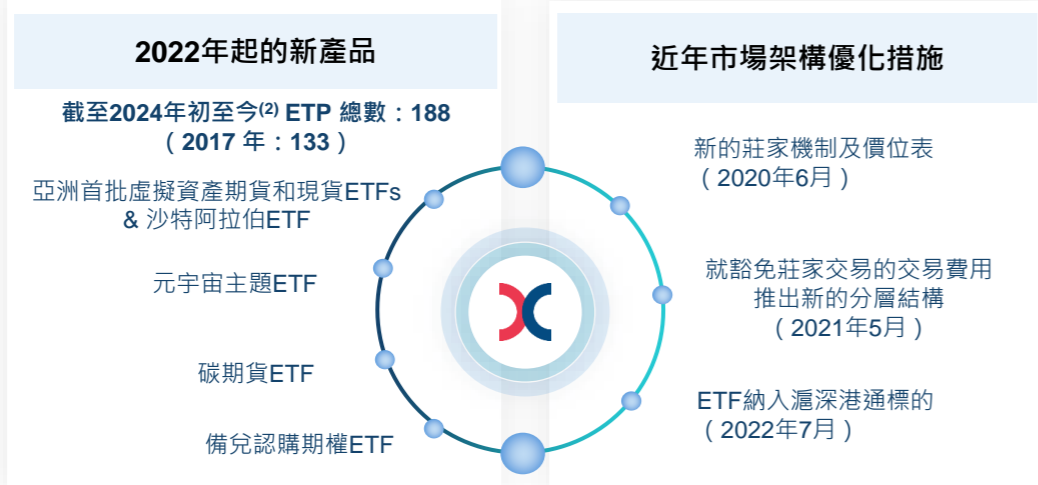 2022年起的新產品
截至2024年初至今(2) ETP 總數：188
（2017 年：133）
亞洲首批虛擬資產期貨和現貨ETFs
& 沙特阿拉伯ETF
元宇宙主題ETF
碳期貨ETF
備兌認購期權ETF
近年市場架構優化措施
新的莊家機制及價位表
（2020年6月）
就豁免莊家交易的交易費用
推出新的分層結構
（2021年5月）
ETF納入滬深港通標的
（2022年7月）